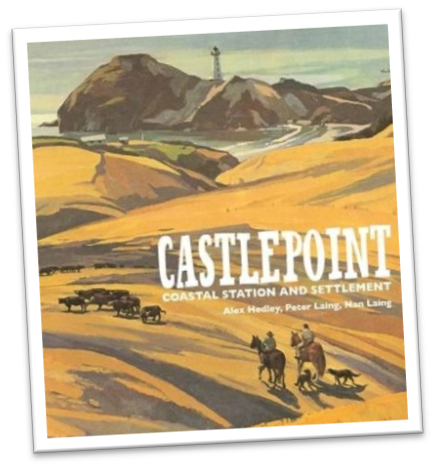 CASTLEPOINT
COASTAL STATION AND SETTLEMENT
Alex Hedley, Peter Laing, Nan Laing